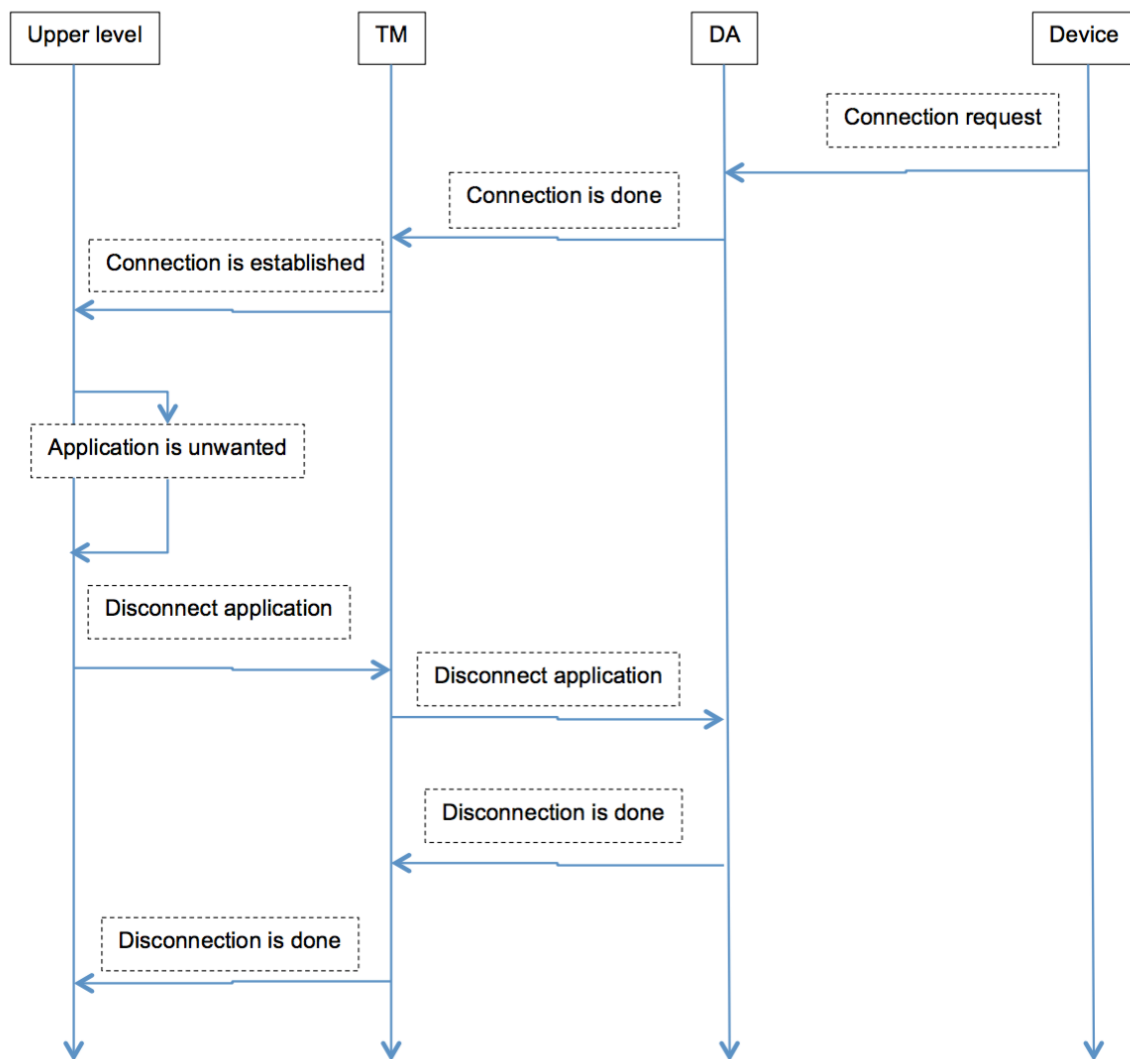 Upper level
TM
DA
Device
Connection request
Connection is done
Connection is established
Application is unwanted
Disconnect application
Disconnect application
Disconnection is done
Disconnection is done